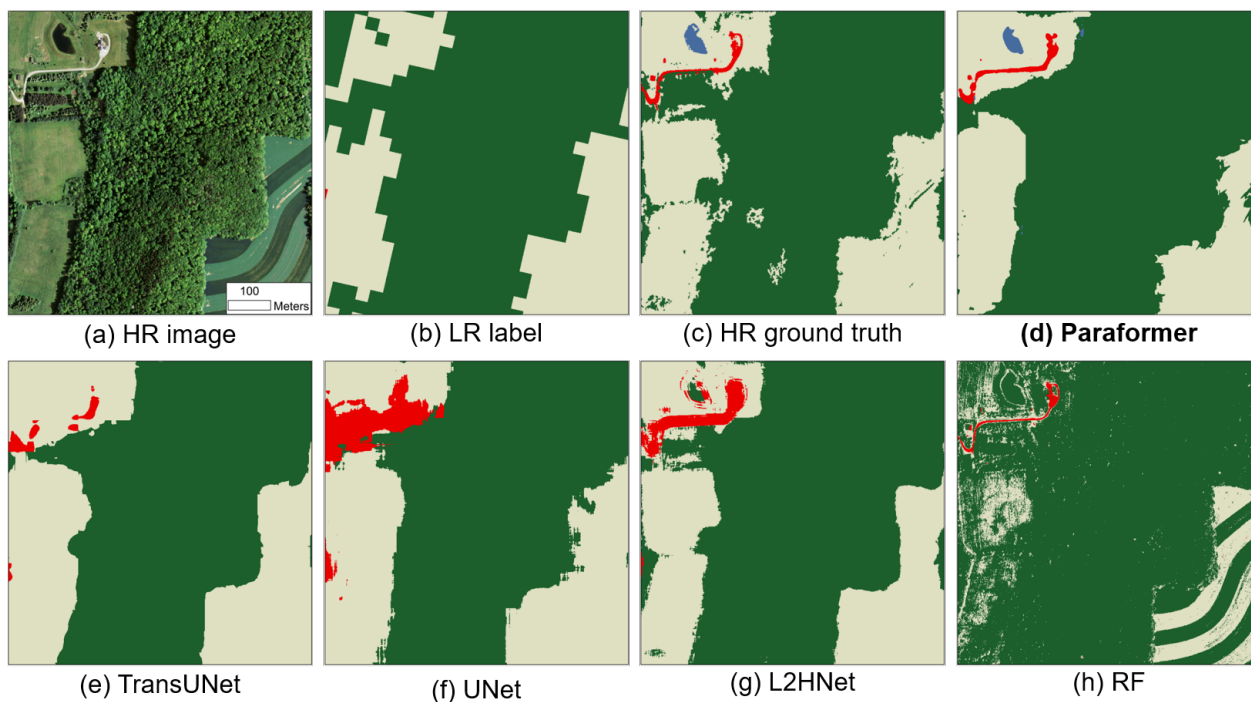 100
Meters
(a) HR image
(b) LR label
(c) HR ground truth
(d) Paraformer
(e) TransUNet
(f) UNet
(g) L2HNet
(h) RF